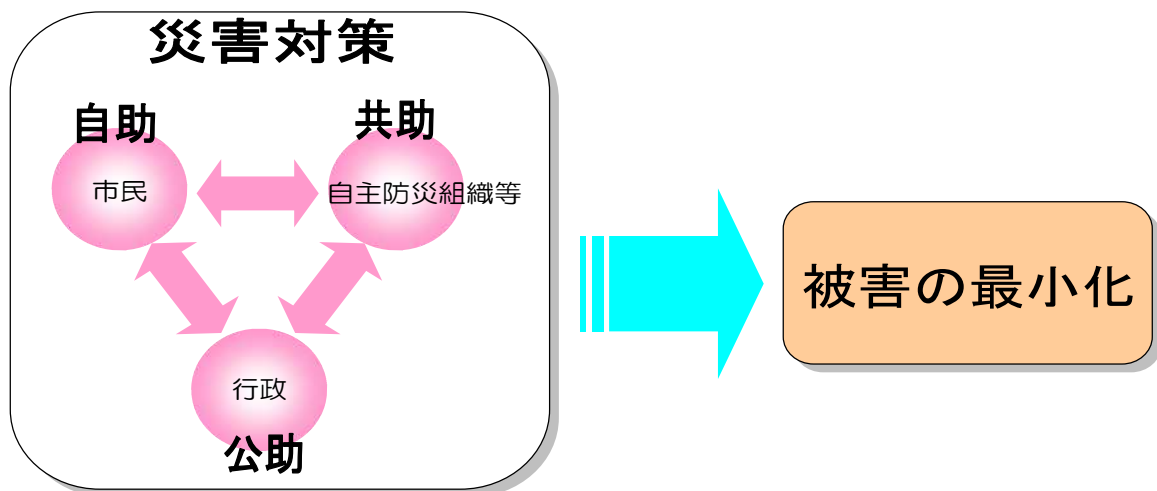 災害対策
自助
共助
市民
自主防災組織等
行政
公助
被害の最小化